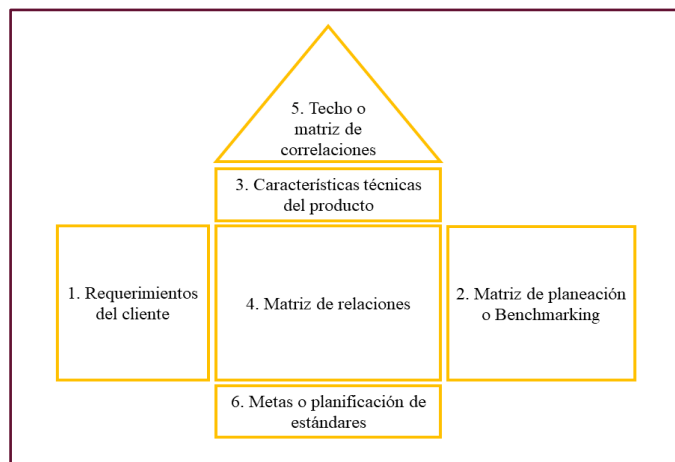 5. Techo o
matriz de
correlaciones
3. Características técnicas
del producto
1. Requerimientos
del cliente
4. Matriz de relaciones
2. Matriz de planeación
o Benchmarking
6. Metas o planificación de
estándares